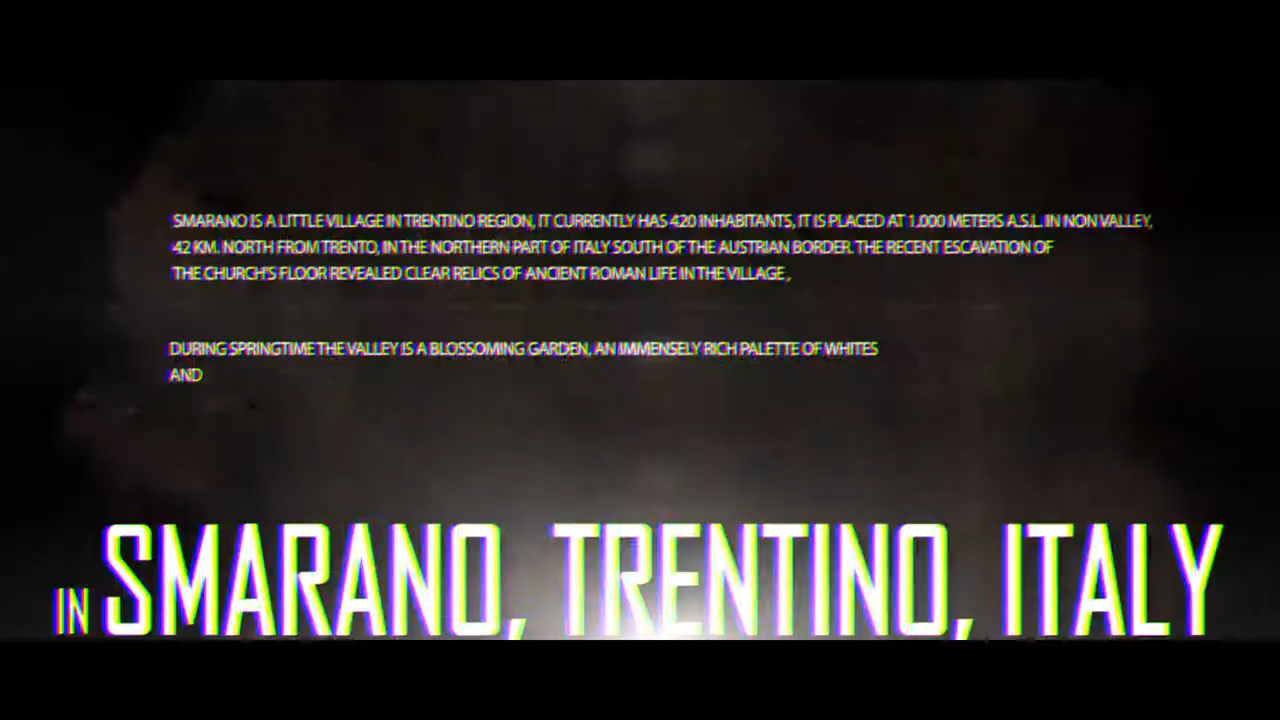 SMARANO IS A LITTLE VILLAGE IN TRENTINO REGION, IT CURRENTLY HAS 420 INHABITANTS, IT IS PLACED AT 1.000 METERS A.S.L. IN NON VALLEY,
42 KM. NORTH FROM TRENTO, IN THE NORTHERN PART OF ITALY SOUTH OF THE AUSTRIAN BORDER. THE RECENT ESCAVATION OF
THE CHURCH'S FLOOR REVEALED CLEAR RELICS OF ANCIENT ROMAN LIFE IN THE VILLAGE,
DURING SPRINGTIME THE VALLEY IS A BLOSSOMING GARDEN, AN IMMENSELY RICH PALETTE OF WHITES
AND
IN SMARANO, TRENTINO, ITALY